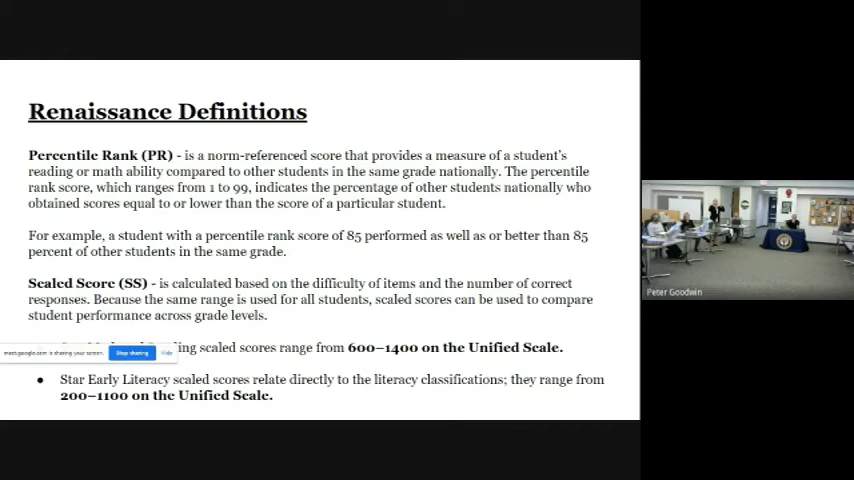 Renaissance Definitions
Percentile Rank (PR) - is a norm-referenced score that provides a measure of a student's
reading or math ability compared to other students in the same grade nationally. The percentile
rank score, which ranges from 1 to 99, indicates the percentage of other students nationally who
obtained scores equal to or lower than the score of a particular student.
For example, a student with a percentile rank score of 85 performed as well as or better than 85
percent of other students in the same grade.
Scaled Score (SS) - is calculated based on the difficulty of items and the number of correct
responses. Because the same range is used for all students, scaled scores can be used to compare
student performance across grade levels.
scaled scores range from 600–1400 on the Unified Scale.
meet.google.com is sharing your screen. Stop sharing Hide
● Star Early Literacy scaled scores relate directly to the literacy classifications; they range from
200–1100 on the Unified Scale.
Peter Goodwin